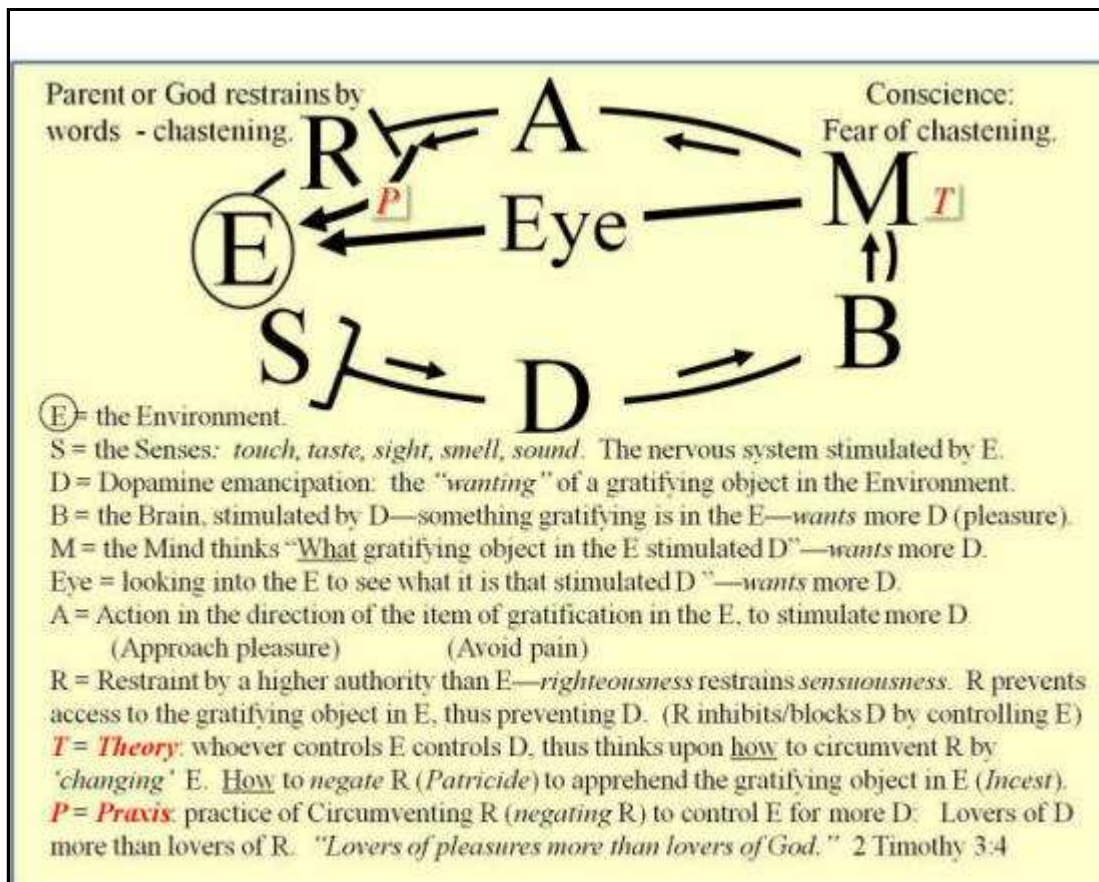 Parent or God restrains by
words - chastening.
Conscience:
Fear of chastening.
R
A
M
T
P
E
Eye
S
D
B
E = the Environment.
S = the Senses: touch, taste, sight, smell, sound. The nervous system stimulated by E.
D = Dopamine emancipation: the "wanting" of a gratifying object in the Environment.
B = the Brain, stimulated by D—something gratifying is in the E—wants more D (pleasure).
M = the Mind thinks "What gratifying object in the E stimulated D"—wants more D.
Eye = looking into the E to see what it is that stimulated D "—wants more D.
A = Action in the direction of the item of gratification in the E, to stimulate more D
(Approach pleasure) (Avoid pain)
R = Restraint by a higher authority than E—righteousness restrains sensuousness. R prevents
access to the gratifying object in E, thus preventing D. (R inhibits/blocks D by controlling E)
T = Theory: whoever controls E controls D, thus thinks upon how to circumvent R by
'changing' E. How to negate R (Patricide) to apprehend the gratifying object in E (Incest).
P = Praxis: practice of Circumventing R (negating R) to control E for more D: Lovers of D
more than lovers of R. "Lovers of pleasures more than lovers of God." 2 Timothy 3:4